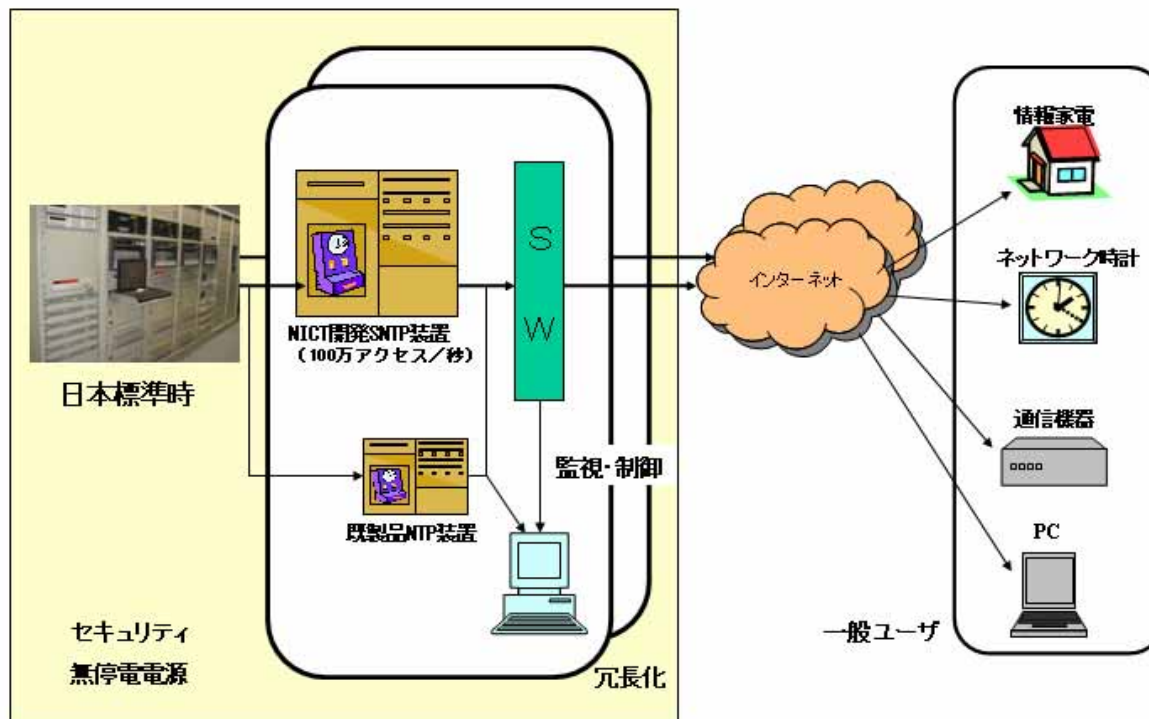 日本標準時
NICT開発SNTP装置
（100万アクセス／秒）
既製品NTP装置
S
W
監視・制御
セキュリティ
無停電電源
冗長化
インターネット
情報家電
ネットワーク時計
通信機器
PC
一般ユーザ